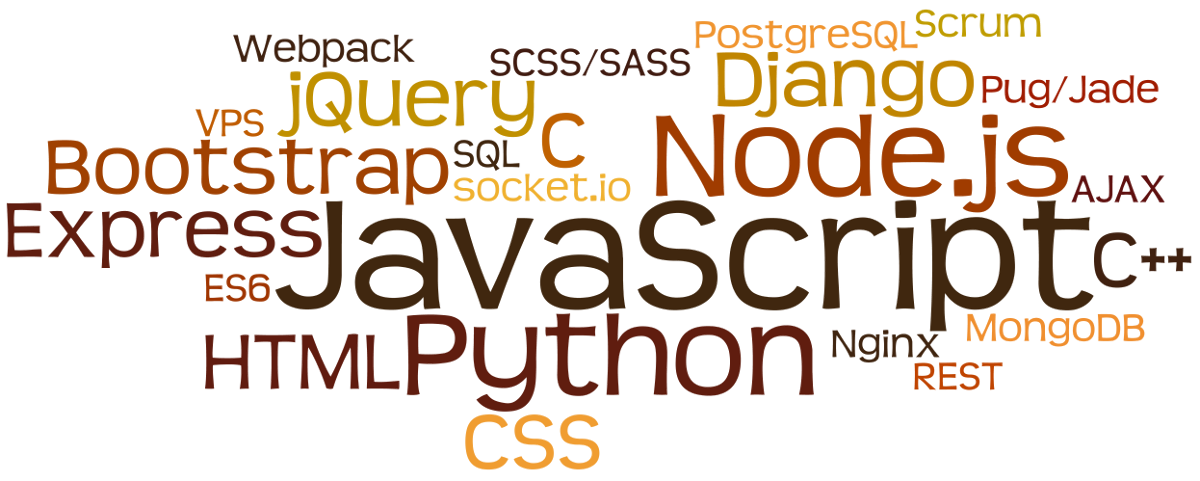 Scrum
PostgreSQL
Webpack
SCSS/SASS
Django
Pug/Jade
jQuery
VPS
C
Node.js
Bootstrap
SQL
socket.io
AJAX
Express
JavaScript
C++
ES6
MongoDB
Nginx
Python
HTML
REST
CSS